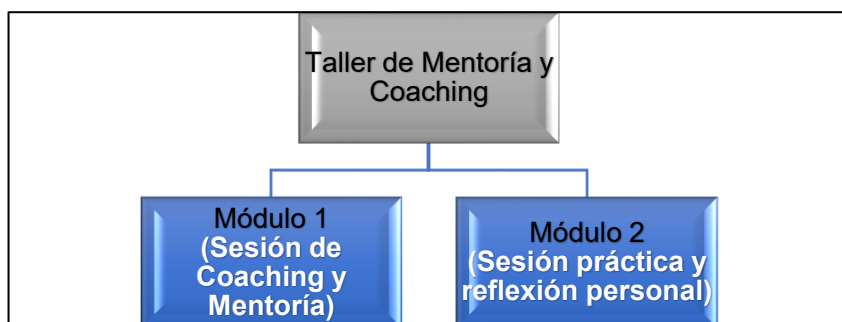 Taller de Mentoría y
Coaching
Módulo 1
(Sesión de
Coaching y
Mentoría)
Módulo 2
(Sesión práctica y
reflexión personal)